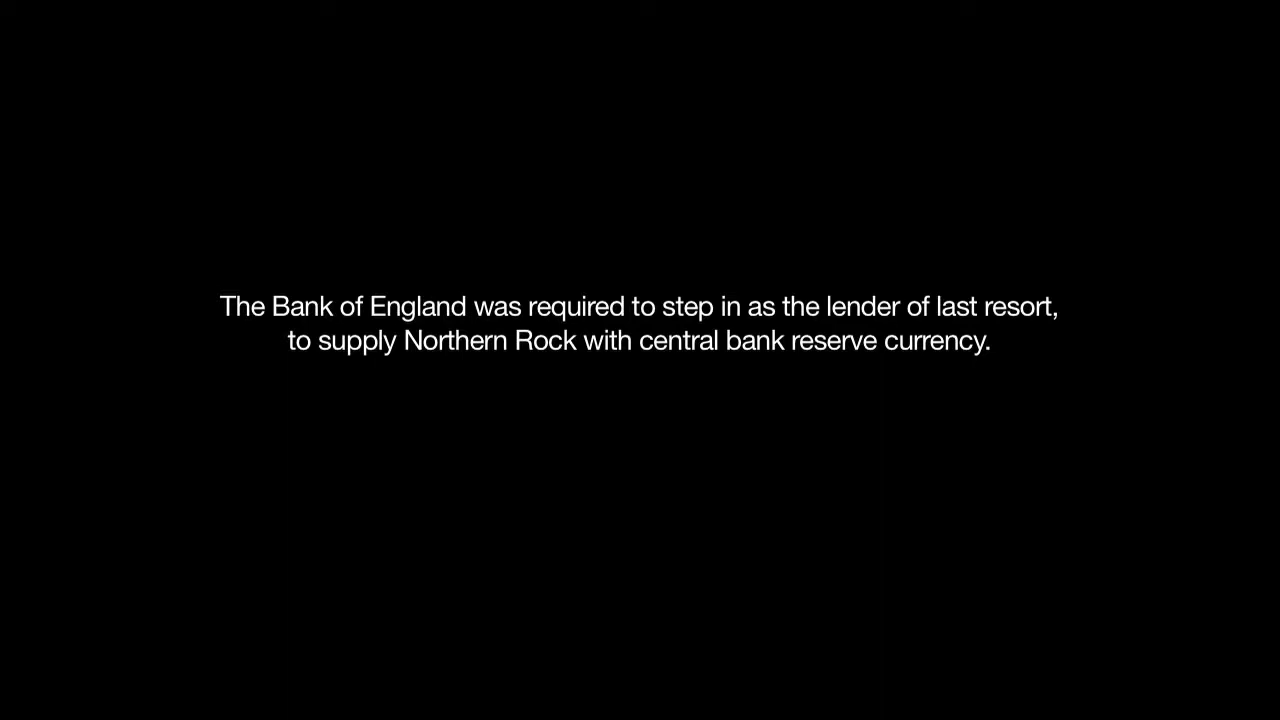 The Bank of England was required to step in as the lender of last resort,
to supply Northern Rock with central bank reserve currency.